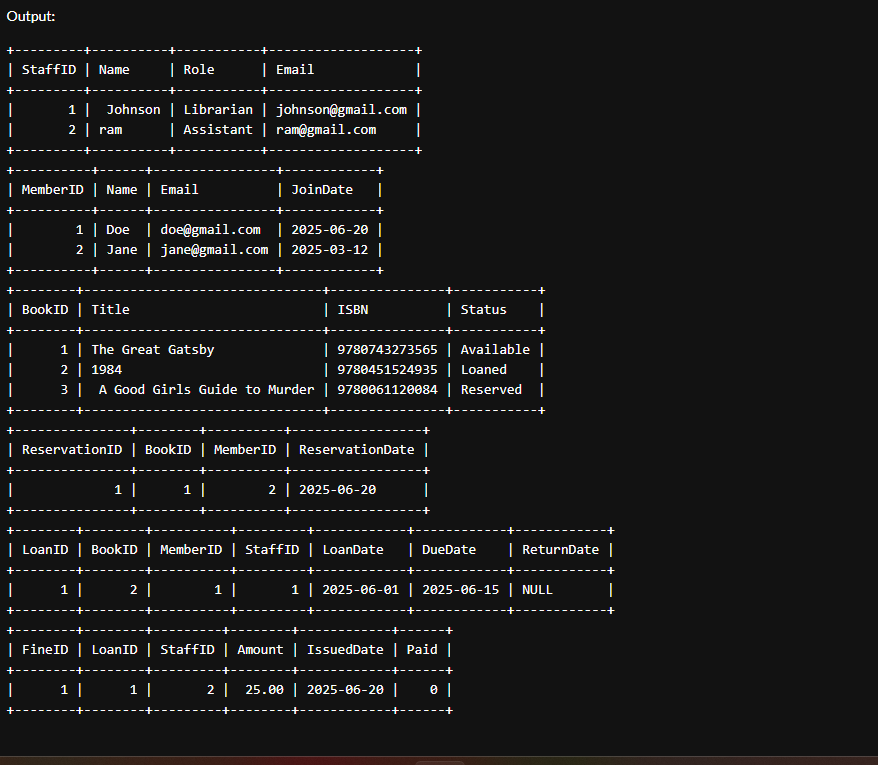 Output:
+---------+----------+-----------+-------------------+
| StaffID | Name     | Role      | Email             |
+---------+----------+-----------+-------------------+
|       1 |  Johnson | Librarian | johnson@gmail.com |
|       2 | ram      | Assistant | ram@gmail.com     |
+---------+----------+-----------+-------------------+
+----------+------+----------------+------------+
| MemberID | Name | Email          | JoinDate   |
+----------+------+----------------+------------+
|        1 | Doe  | doe@gmail.com  | 2025-06-20 |
|        2 | Jane | jane@gmail.com | 2025-03-12 |
+----------+------+----------------+------------+
+--------+-------------------------------+---------------+-----------+
| BookID | Title                         | ISBN          | Status    |
+--------+-------------------------------+---------------+-----------+
|      1 | The Great Gatsby              | 9780743273565 | Available |
|      2 | 1984                          | 9780451524935 | Loaned    |
|      3 |  A Good Girls Guide to Murder | 9780061120084 | Reserved  |
+--------+-------------------------------+---------------+-----------+
+---------------+--------+----------+-----------------+
| ReservationID | BookID | MemberID | ReservationDate |
+---------------+--------+----------+-----------------+
|             1 |      1 |        2 | 2025-06-20      |
+---------------+--------+----------+-----------------+
+--------+--------+----------+---------+------------+------------+------------+
| LoanID | BookID | MemberID | StaffID | LoanDate   | DueDate    | ReturnDate |
+--------+--------+----------+---------+------------+------------+------------+
|      1 |      2 |        1 |       1 | 2025-06-01 | 2025-06-15 | NULL       |
+--------+--------+----------+---------+------------+------------+------------+
+--------+--------+---------+--------+------------+------+
| FineID | LoanID | StaffID | Amount | IssuedDate | Paid |
+--------+--------+---------+--------+------------+------+
|      1 |      1 |       2 |  25.00 | 2025-06-20 |    0 |
+--------+--------+---------+--------+------------+------+